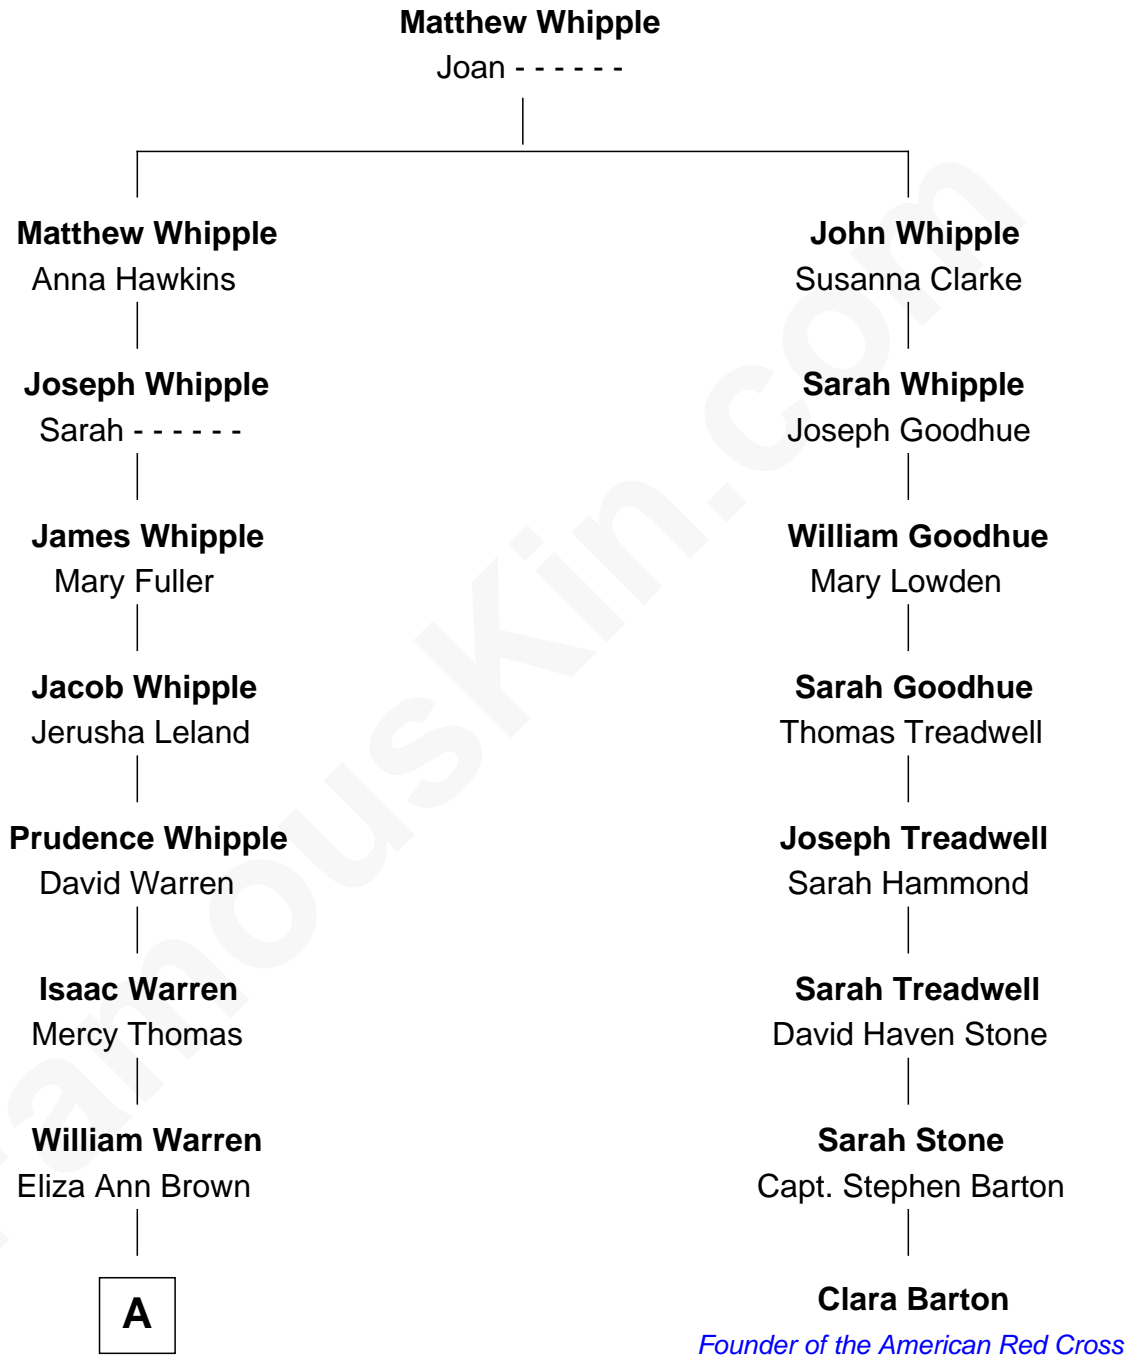 Matthew Whipple
Joan - - - - - -
Matthew Whipple
Anna Hawkins
John Whipple
Susanna Clarke
Joseph Whipple
Sarah - - - - - -
Sarah Whipple
Joseph Goodhue
James Whipple
Mary Fuller
William Goodhue
Mary Lowden
Jacob Whipple
Jerusha Leland
Sarah Goodhue
Thomas Treadwell
Prudence Whipple
David Warren
Joseph Treadwell
Sarah Hammond
Isaac Warren
Mercy Thomas
Sarah Treadwell
David Haven Stone
William Warren
Eliza Ann Brown
Sarah Stone
Capt. Stephen Barton
A
Clara Barton
Founder of the American Red Cross
FamousKin.com